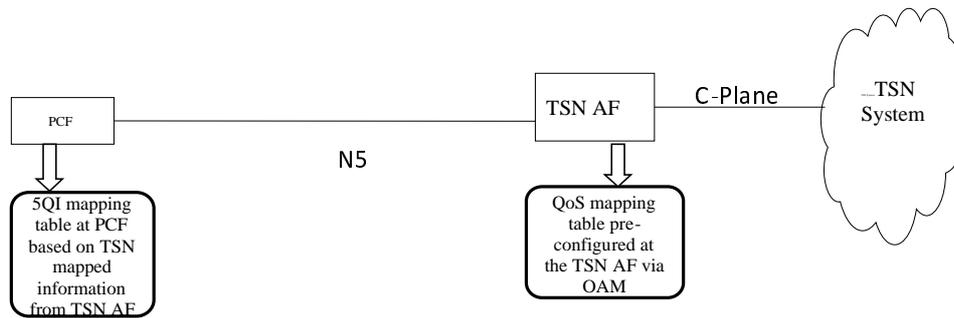 PCF
N5
TSN AF
C-Plane
TSN
System
5QI mapping
table at PCF
based on TSN
mapped
information
from TSN AF
QoS mapping
table pre-
configured at
the TSN AF via
OAM